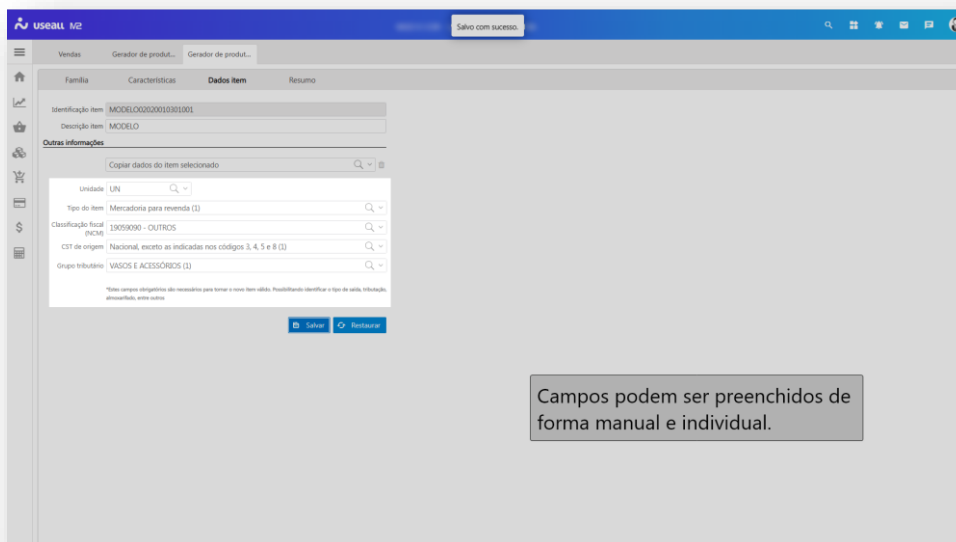 useall M2
Salvo com sucesso.
Vendas
Gerador de produt...
Gerador de produt...
Família
Características
Dados item
Resumo
Identificação item MODELO02020010301001
Descrição item MODELO
Outras informações
Copiar dados do item selecionado
Unidade UN
Tipo do item Mercadoria para revenda (1)
Classificação fiscal (NCM) 19059090 - OUTROS
CST de origem Nacional, exceto as indicadas nos códigos 3, 4, 5 e 8 (1)
Grupo tributário VASOS E ACESSÓRIOS (1)
*Estes campos obrigatórios são necessários para tornar o novo item válido. Possibilitando identificar o tipo de saída, tributação,
almoxarifado, entre outros
Salvar
Restaurar
Campos podem ser preenchidos de
forma manual e individual.